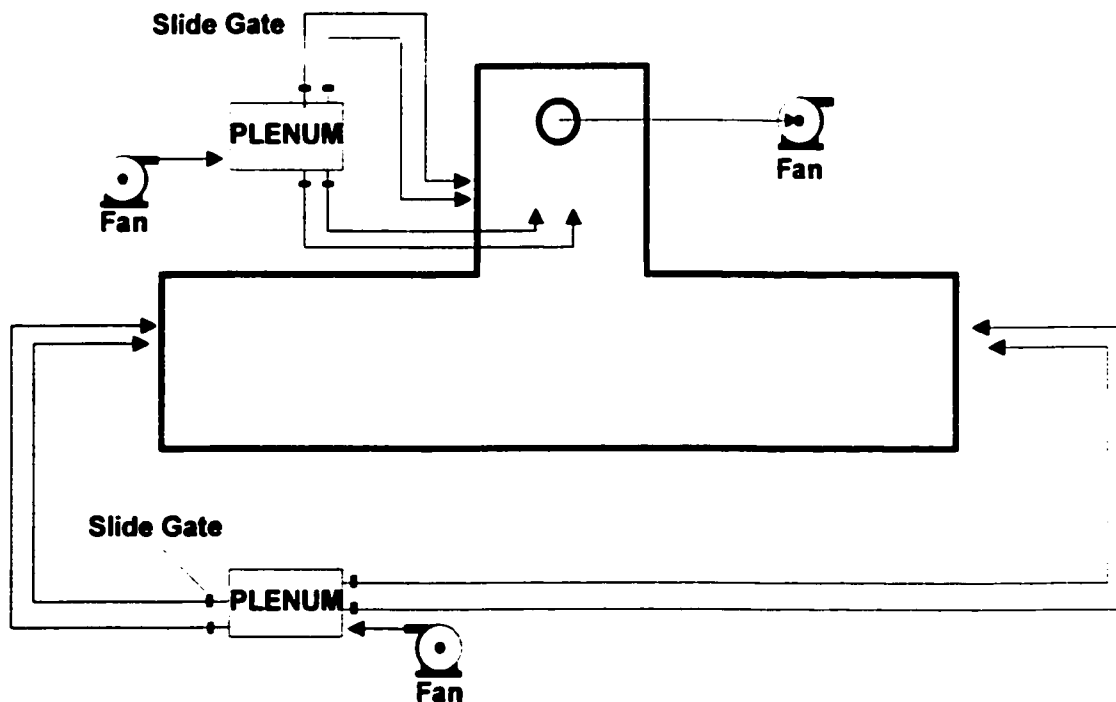 Slide Gate
PLENUM
Fan
Fan
Slide Gate
PLENUM
Fan